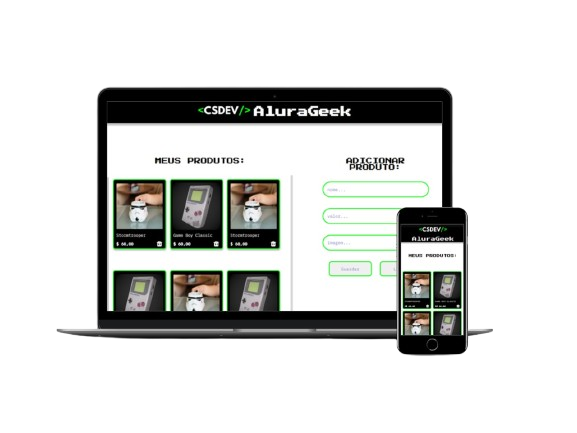 <CSDEV/> AluraGeek
MEUS PRODUTOS:
Stormtrooper
$ 60,00
Game Boy Classic
$ 60,00
Stormtrooper
$ 60,00
ADICIONAR
PRODUTO:
nome...
valor...
imagem...
Guardar
<CSDEV/>
AluraGeek
MEUS PRODUTOS: